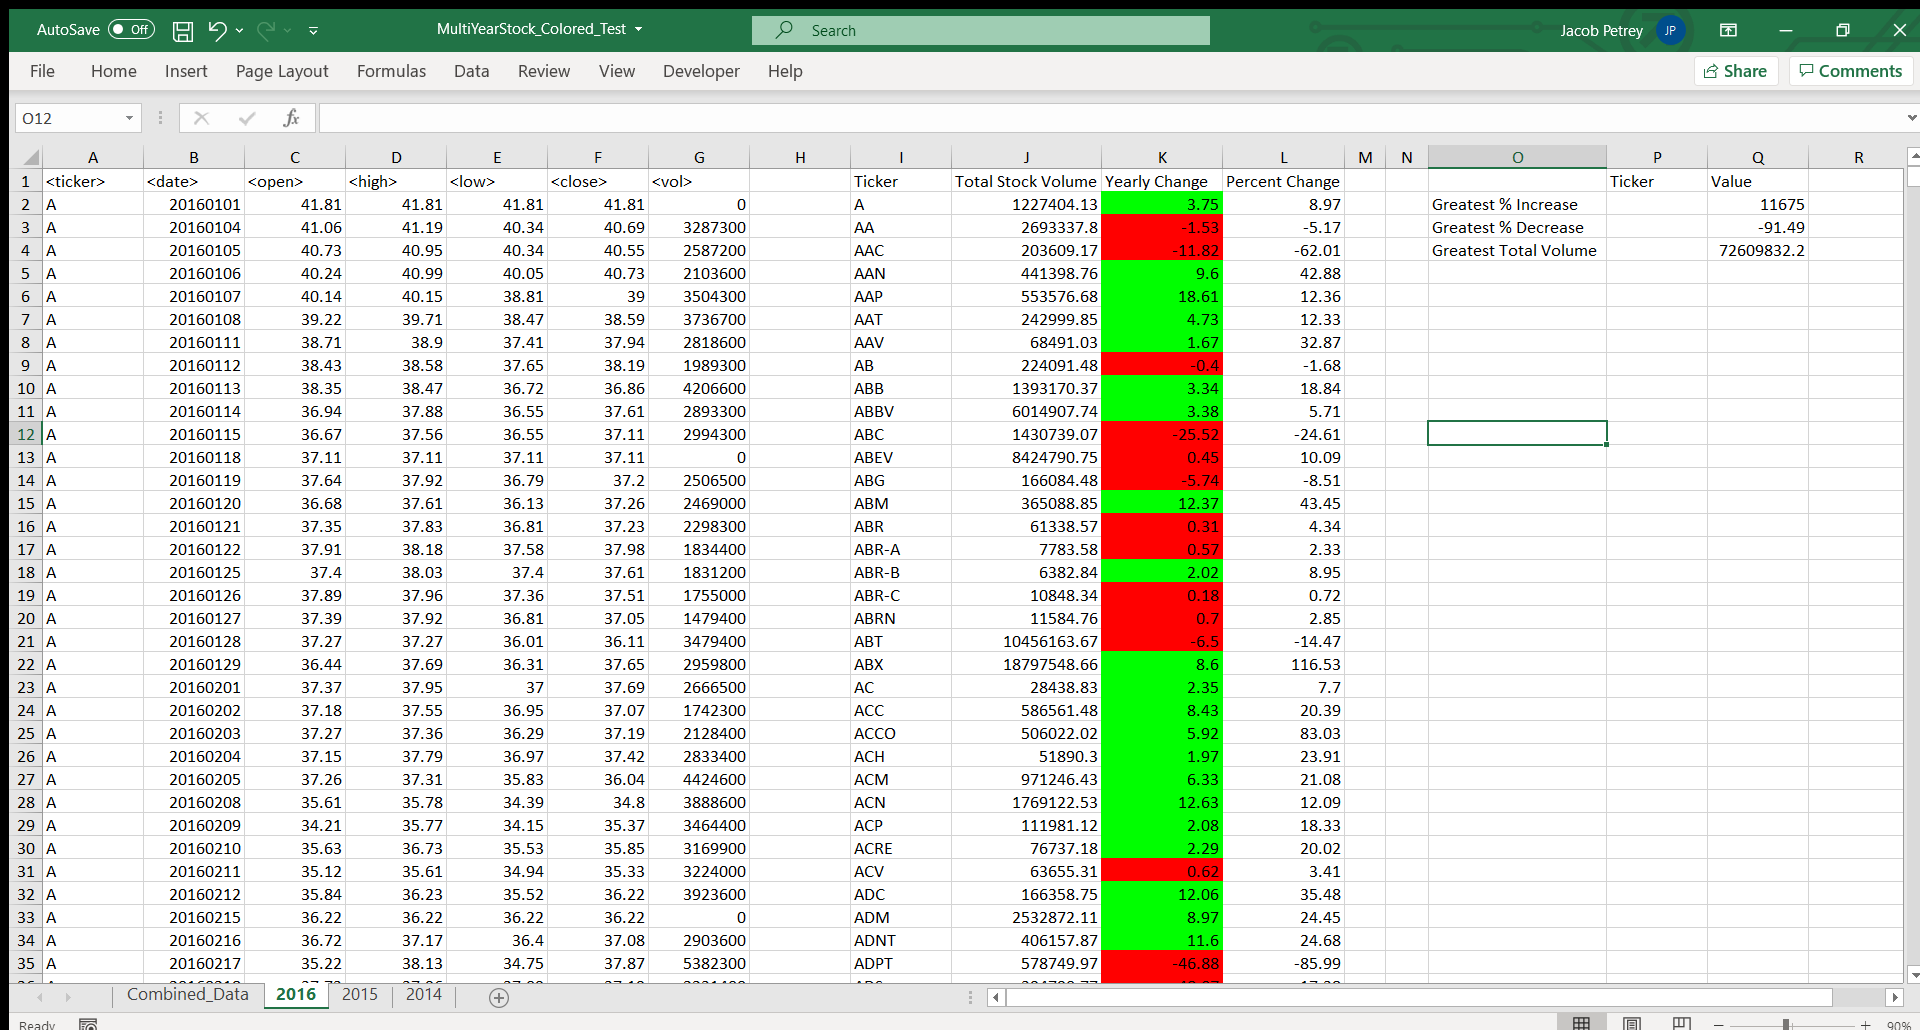 AutoSave Off MultiYearStock_Colored_Test Search Jacob Petrey JP
File Home Insert Page Layout Formulas Data Review View Developer Help Share Comments
O12 fx
A B C D E F G H I J K L M N O P Q R
1 <ticker> <date> <open> <high> <low> <close> <vol> Ticker Total Stock Volume Yearly Change Percent Change Ticker Value
2 A 20160101 41.81 41.81 41.81 41.81 0 A 1227404.13 3.75 8.97 Greatest % Increase 11675
3 A 20160104 41.06 41.19 40.34 40.69 3287300 AA 2693337.8 -1.53 -5.17 Greatest % Decrease -91.49
4 A 20160105 40.73 40.95 40.34 40.55 2587200 AAC 203609.17 -11.82 -62.01 Greatest Total Volume 72609832.2
5 A 20160106 40.24 40.99 40.05 40.73 2103600 AAN 441398.76 9.6 42.88
6 A 20160107 40.14 40.15 38.81 39 3504300 AAP 553576.68 18.61 12.36
7 A 20160108 39.22 39.71 38.47 38.59 3736700 AAT 242999.85 4.73 12.33
8 A 20160111 38.71 38.9 37.41 37.94 2818600 AAV 68491.03 1.67 32.87
9 A 20160112 38.43 38.58 37.65 38.19 1989300 AB 224091.48 -0.4 -1.68
10 A 20160113 38.35 38.47 36.72 36.86 4206600 ABB 1393170.37 3.34 18.84
11 A 20160114 36.94 37.88 36.55 37.61 2893300 ABBV 6014907.74 3.38 5.71
12 A 20160115 36.67 37.56 36.55 37.11 2994300 ABC 1430739.07 -25.52 -24.61
13 A 20160118 37.11 37.11 37.11 37.11 0 ABEV 8424790.75 0.45 10.09
14 A 20160119 37.64 37.92 36.79 37.2 2506500 ABG 166084.48 -5.74 -8.51
15 A 20160120 36.68 37.61 36.13 37.26 2469000 ABM 365088.85 12.37 43.45
16 A 20160121 37.35 37.83 36.81 37.23 2298300 ABR 61338.57 0.31 4.34
17 A 20160122 37.91 38.18 37.58 37.98 1834400 ABR-A 7783.58 0.57 2.33
18 A 20160125 37.4 38.03 37.4 37.61 1831200 ABR-B 6382.84 2.02 8.95
19 A 20160126 37.89 37.96 37.36 37.51 1755000 ABR-C 10848.34 0.18 0.72
20 A 20160127 37.39 37.92 36.81 37.05 1479400 ABRN 11584.76 0.7 2.85
21 A 20160128 37.27 37.27 36.01 36.11 3479400 ABT 10456163.67 -6.5 -14.47
22 A 20160129 36.44 37.69 36.31 37.65 2959800 ABX 18797548.66 8.6 116.53
23 A 20160201 37.37 37.95 37 37.69 2666500 AC 28438.83 2.35 7.7
24 A 20160202 37.18 37.55 36.95 37.07 1742300 ACC 586561.48 8.43 20.39
25 A 20160203 37.27 37.36 36.29 37.19 2128400 ACCO 506022.02 5.92 83.03
26 A 20160204 37.15 37.79 36.97 37.42 2833400 ACH 51890.3 1.97 23.91
27 A 20160205 37.26 37.31 35.83 36.04 4424600 ACM 971246.43 6.33 21.08
28 A 20160208 35.61 35.78 34.39 34.8 3888600 ACN 1769122.53 12.63 12.09
29 A 20160209 34.21 35.77 34.15 35.37 3464400 ACP 111981.12 2.08 18.33
30 A 20160210 35.63 36.73 35.53 35.85 3169900 ACRE 76737.18 2.29 20.02
31 A 20160211 35.12 35.61 34.94 35.33 3224000 ACV 63655.31 0.62 3.41
32 A 20160212 35.84 36.23 35.52 36.22 3923600 ADC 166358.75 12.06 35.48
33 A 20160215 36.22 36.22 36.22 36.22 0 ADM 2532872.11 8.97 24.45
34 A 20160216 36.72 37.17 36.4 37.08 2903600 ADNT 406157.87 11.6 24.68
35 A 20160217 35.22 38.13 34.75 37.87 5382300 ADPT 578749.97 -46.88 -85.99
Combined_Data 2016 2015 2014
Ready 90%